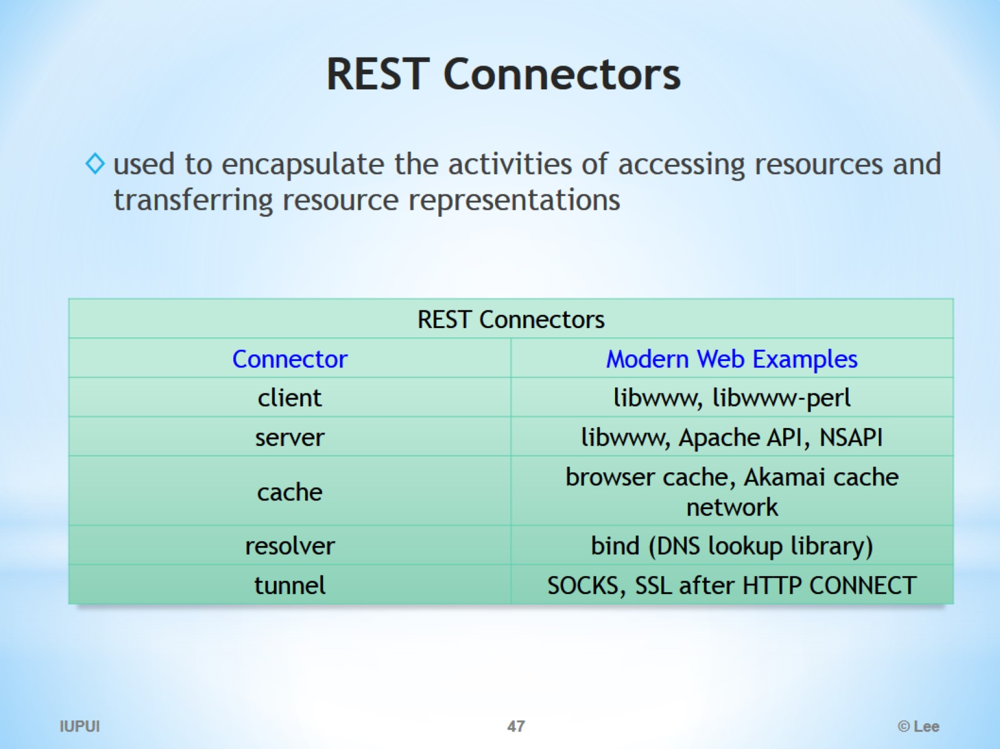 REST Connectors
used to encapsulate the activities of accessing resources and
transferring resource representations
REST Connectors
Connector Modern Web Examples
client libwww, libwww-perl
server libwww, Apache API, NSAPI
cache browser cache, Akamai cache
network
resolver bind (DNS lookup library)
tunnel SOCKS, SSL after HTTP CONNECT
IUPUI 47 © Lee